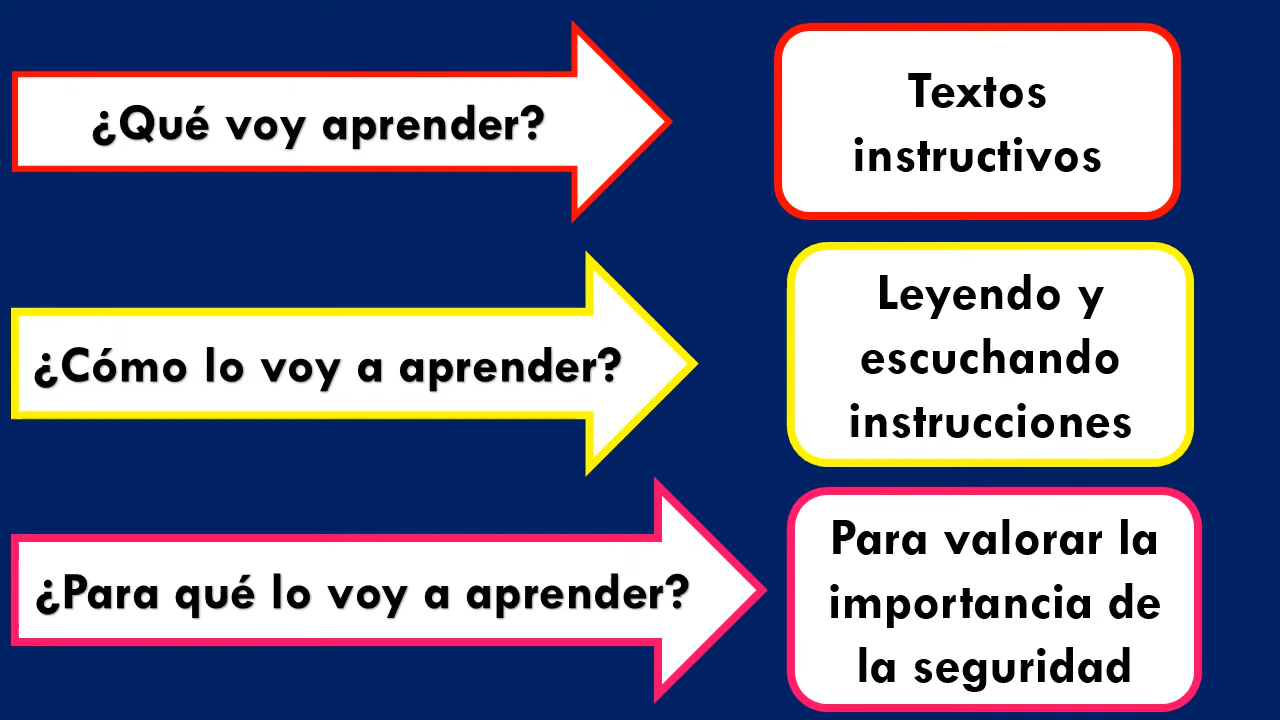 ¿Qué voy aprender?
Textos
instructivos
¿Cómo lo voy a aprender?
Leyendo y
escuchando
instrucciones
¿Para qué lo voy a aprender?
Para valorar la
importancia de
la seguridad